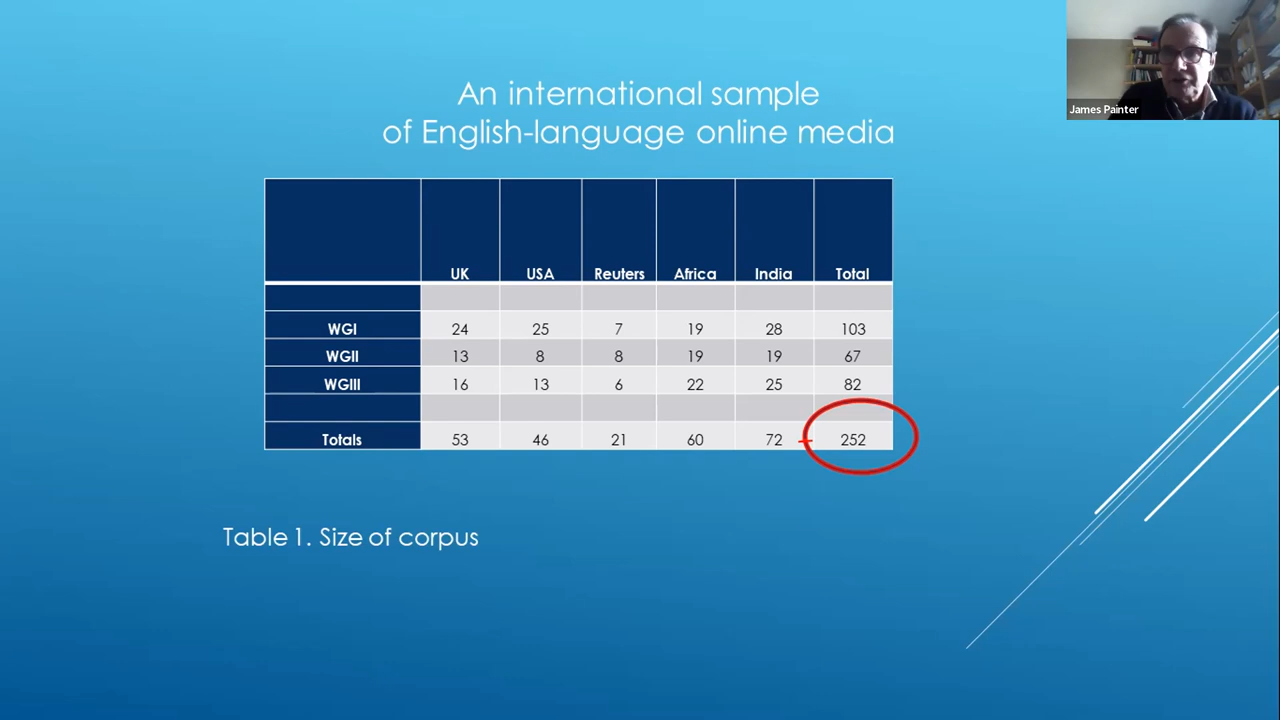 An international sample
of English-language online media
James Painter
UK USA Reuters Africa India Total
WGI 24 25 7 19 28 103
WGII 13 8 8 19 19 67
WGIII 16 13 6 22 25 82
Totals 53 46 21 60 72 252
Table 1. Size of corpus